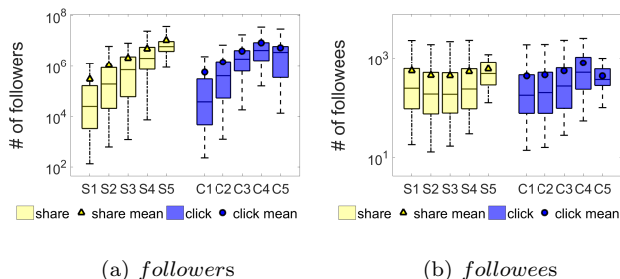 # of followers
10^8
10^6
10^4
10^2
S1 S2 S3 S4 S5 C1 C2 C3 C4 C5
share share mean click click mean
(a) followers
# of followees
10^3
10^1
S1 S2 S3 S4 S5 C1 C2 C3 C4 C5
share share mean click click mean
(b) followees